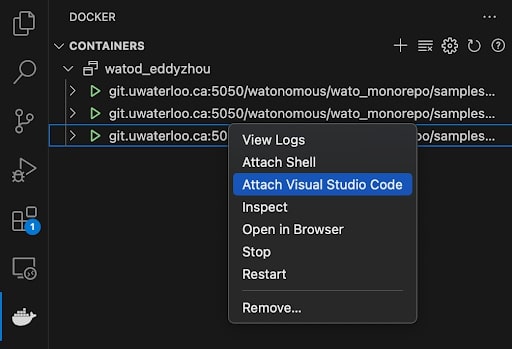 DOCKER
CONTAINERS
watod_eddyzhou
git.uwaterloo.ca:5050/watonomous/wato_monorepo/samples...
git.uwaterloo.ca:5050/watonomous/wato_monorepo/samples...
git.uwaterloo.ca:50 wato_monorepo/samples...
View Logs
Attach Shell
Attach Visual Studio Code
Inspect
Open in Browser
Stop
Restart
Remove...
1